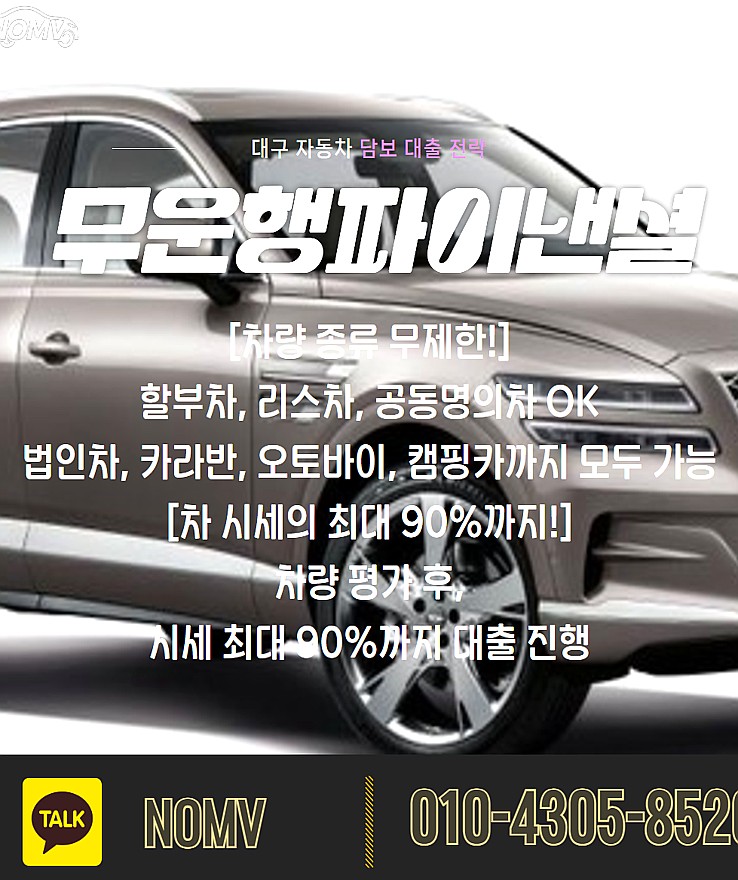 NOMV
대구 자동차 담보 대출 전략
무운행파이낸셜
[차량 종류 무제한!]
할부차, 리스차, 공동명의차 OK
법인차, 카라반, 오토바이, 캠핑카까지 모두 가능
[차 시세의 최대 90%까지!]
차량 평가 후,
시세 최대 90%까지 대출 진행
TALK NOMV 010-4305-8520